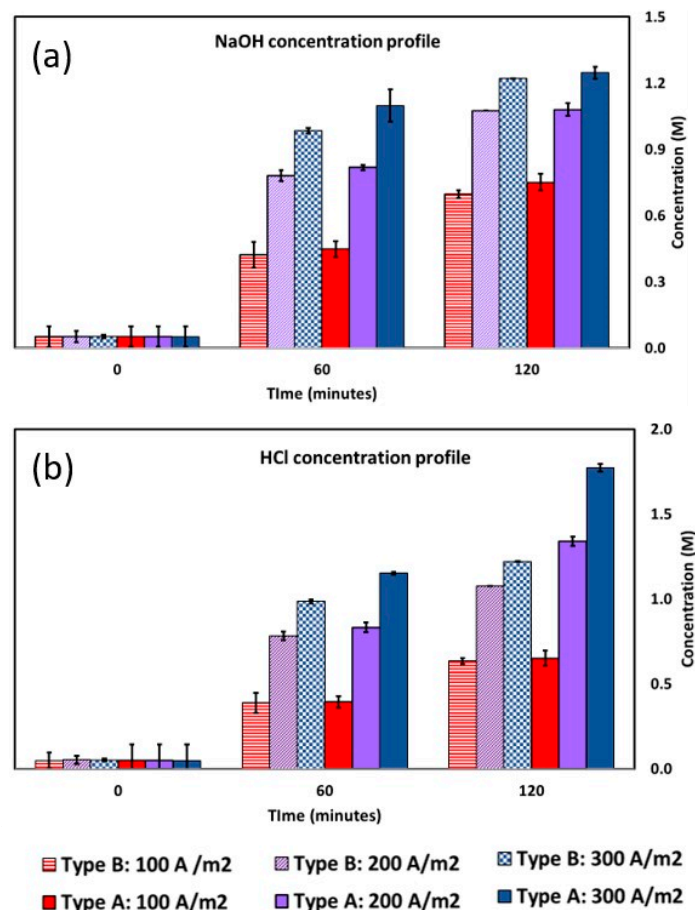 (a)
NaOH concentration profile
1.5
1.2
0.9
0.6
0.3
0.0
Concentration (M)
0 60 120
TIme (minutes)
(b)
HCl concentration profile
2.0
1.5
1.0
0.5
0.0
Concentration (M)
0 60 120
TIme (minutes)
Type B: 100 A /m2 Type B: 200 A/m2 Type B: 300 A/m2
Type A: 100 A/m2 Type A: 200 A/m2 Type A: 300 A/m2